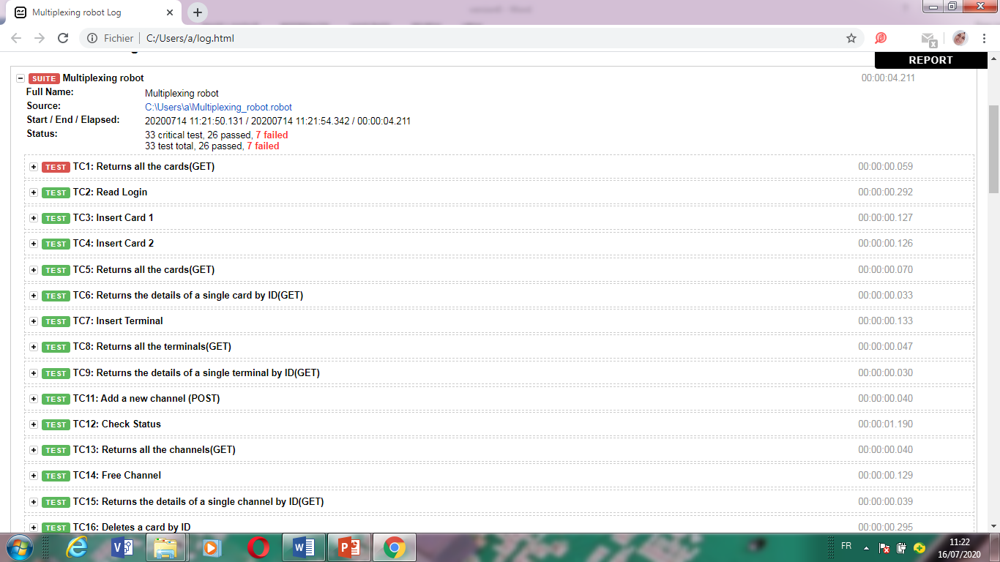 Multiplexing robot Log
Fichier C:/Users/a/log.html
REPORT
SUITE Multiplexing robot 00:00:04.211
Full Name: Multiplexing robot
Source: C:\Users\a\Multiplexing_robot.robot
Start / End / Elapsed: 20200714 11:21:50.131 / 20200714 11:21:54.342 / 00:00:04.211
Status: 33 critical test, 26 passed, 7 failed
33 test total, 26 passed, 7 failed
TEST TC1: Returns all the cards(GET) 00:00:00.059
TEST TC2: Read Login 00:00:00.292
TEST TC3: Insert Card 1 00:00:00.127
TEST TC4: Insert Card 2 00:00:00.126
TEST TC5: Returns all the cards(GET) 00:00:00.070
TEST TC6: Returns the details of a single card by ID(GET) 00:00:00.033
TEST TC7: Insert Terminal 00:00:00.133
TEST TC8: Returns all the terminals(GET) 00:00:00.047
TEST TC9: Returns the details of a single terminal by ID(GET) 00:00:00.030
TEST TC11: Add a new channel (POST) 00:00:00.040
TEST TC12: Check Status 00:00:01.190
TEST TC13: Returns all the channels(GET) 00:00:00.040
TEST TC14: Free Channel 00:00:00.129
TEST TC15: Returns the details of a single channel by ID(GET) 00:00:00.039
TEST TC16: Deletes a card by ID 00:00:00.295
FR 11:22
16/07/2020